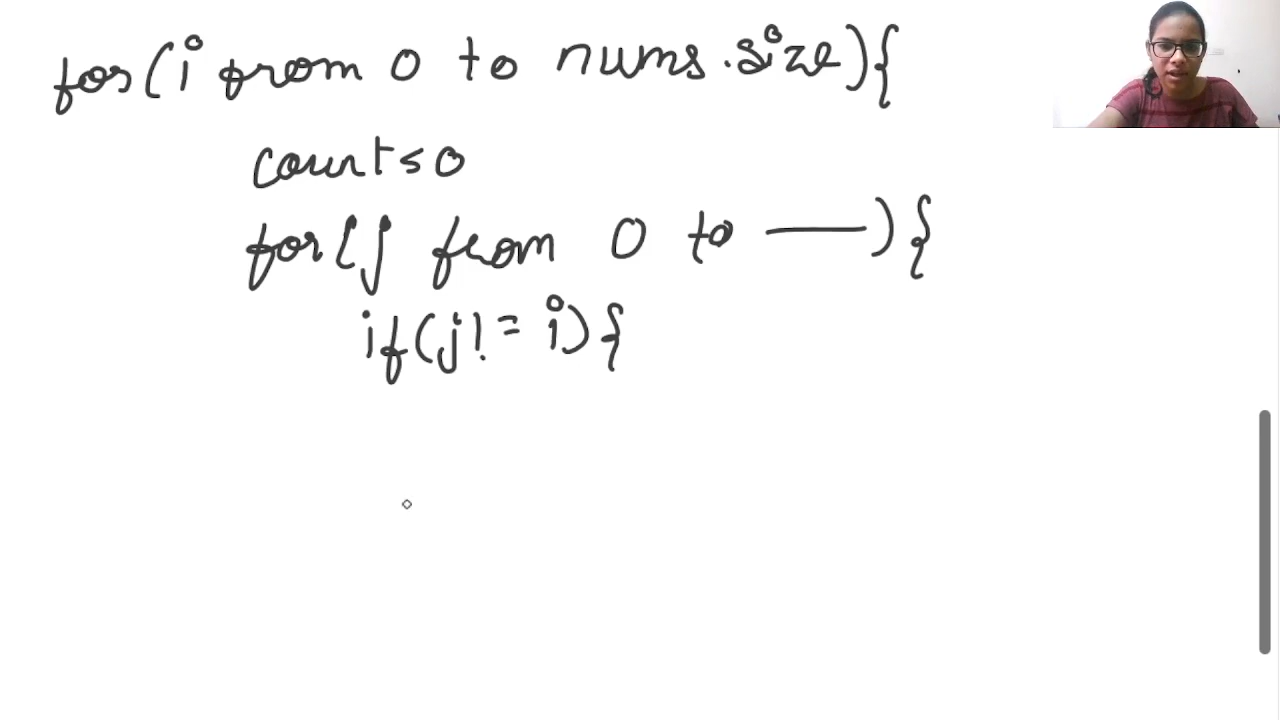 for(i from 0 to nums.size){
count=0
for(j from 0 to —){
if(j!=i){